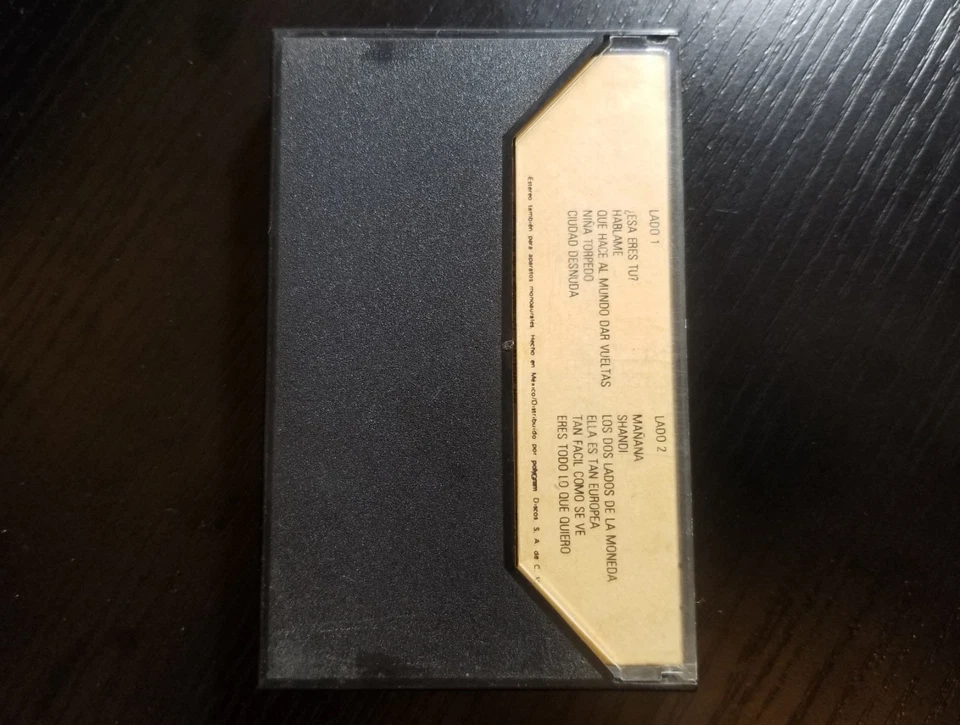 LADO 1
¿ESA ERES TU?
HABLAME
QUE HACE AL MUNDO DAR VUELTAS
NIÑA TORPEDO
CIUDAD DESNUDA
LADO 2
MAÑANA
SHANDI
LOS DOS LADOS DE LA MONEDA
ELLA ES TAN EUROPEA
TAN FACIL COMO SE VE
ERES TODO LO QUE QUIERO
Estereo también para aparatos monoaurales. Hecho en México/Distribuido por polygram Discos S. A. de C. V.